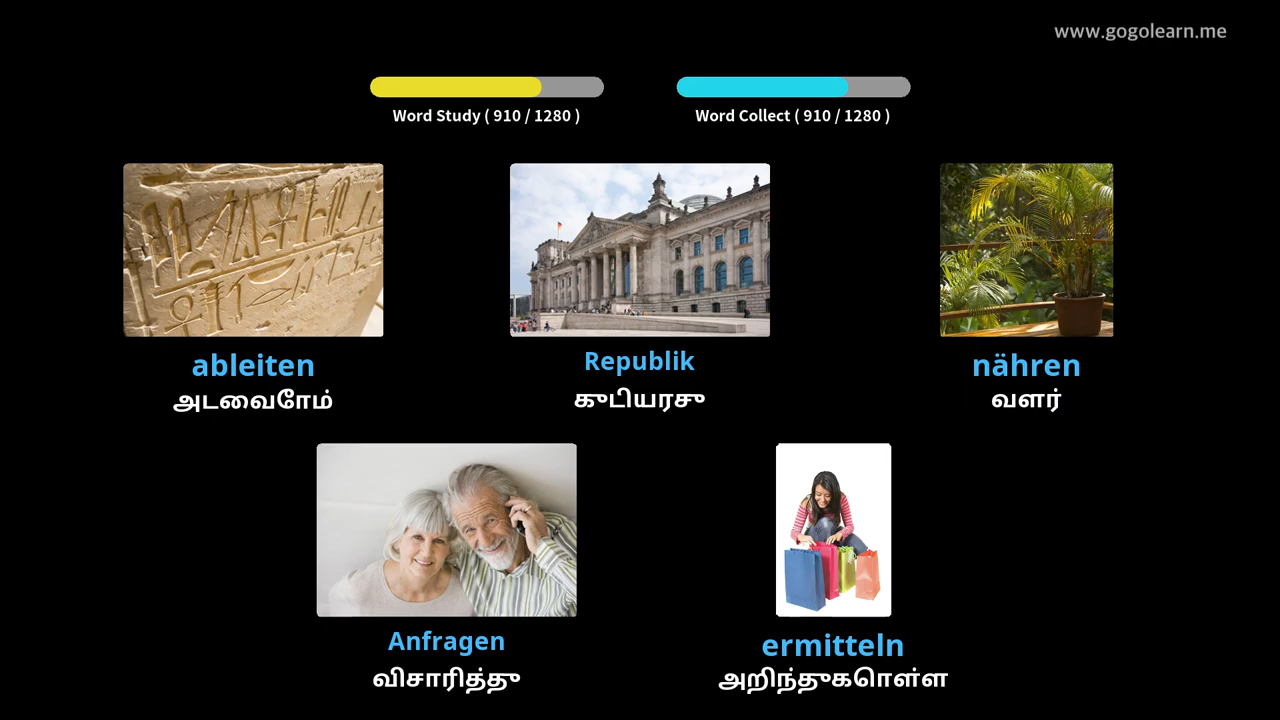 www.gogolearn.me
Word Study ( 910 / 1280 )
Word Collect ( 910 / 1280 )
ableiten
அடவைோம்
Republik
குபியரசு
nähren
வளர்
Anfragen
விசாரித்து
ermitteln
அறிந்துகொள்ள